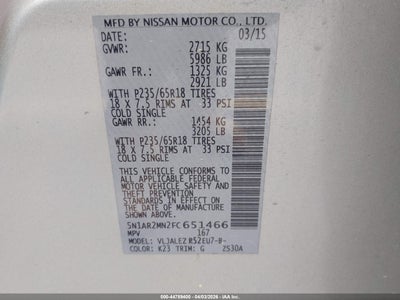 MFD BY NISSAN MOTOR CO., LTD.
DATE: 03/15
GVWR: 2715 KG
5986 LB
GAWR FR.: 1325 KG
2921 LB
WITH P235/65R18 TIRES
18 X 7.5 RIMS AT 33 PSI
COLD SINGLE
GAWR RR.: 1454 KG
3205 LB
WITH P235/65R18 TIRES
18 X 7.5 RIMS AT 33 PSI
COLD SINGLE
THIS VEHICLE CONFORMS TO ALL
APPLICABLE FEDERAL MOTOR
VEHICLE SAFETY AND THEFT
PREVENTION STANDARDS
IN EFFECT ON THE DATE OF
MANUFACTURE SHOWN ABOVE.
5N1AR2MN2FC651466
MPV 167
MODEL: VLJALEZ R52EU7-B-
COLOR: K23 TRIM: G 2530A
500-44789400 - 04/03/2026 - IAAI.COM